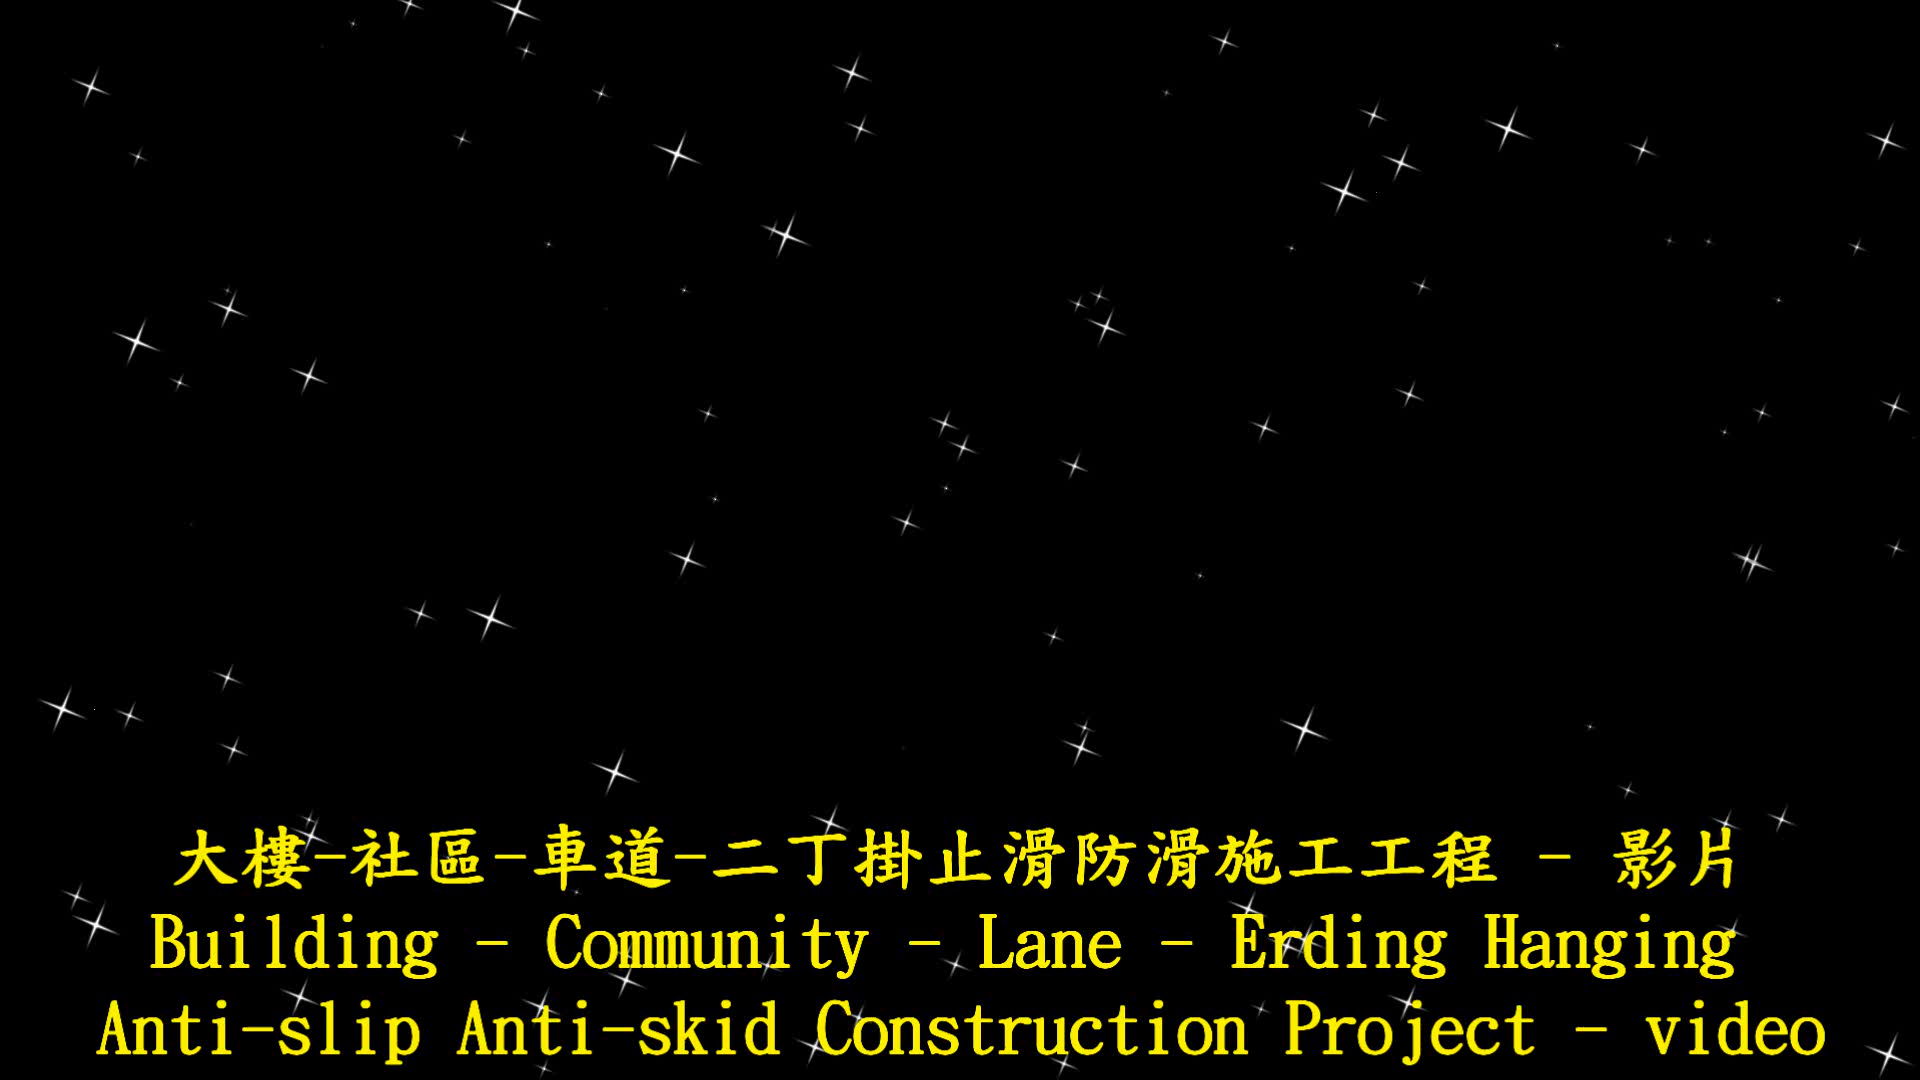 大樓-社區-車道-二丁掛止滑防滑施工工程 - 影片
Building - Community - Lane - Erding Hanging
Anti-slip Anti-skid Construction Project - video